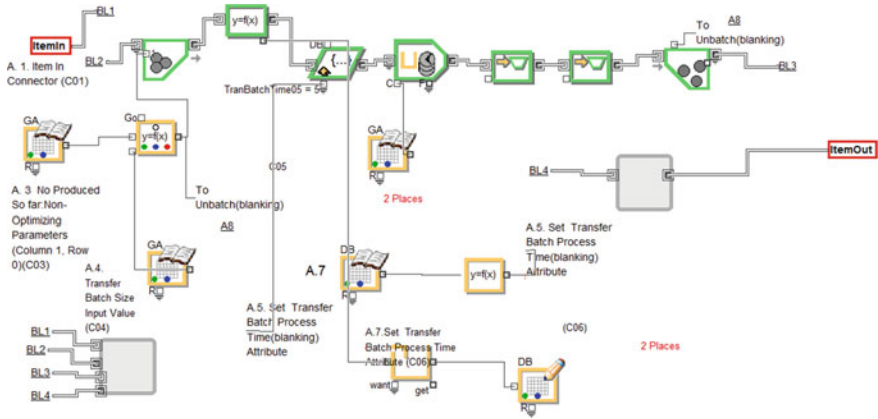 BL1
ItemIn
BL2
A. 1. Item In
Connector (C01)
y=f(x)
DB
TranBatchTime05 = 5
C
F
To
Unbatch(blanking)
A8
BL3
GA
R
Go
y=f(x)
A. 3 No Produced
So far:Non-
Optimizing
Parameters
(Column 1, Row
0)(C03)
To
Unbatch(blanking)
A8
C05
GA
R
2 Places
BL4
ItemOut
GA
R
A.4.
Transfer
Batch Size
Input Value
(C04)
A.7
DB
R
y=f(x)
A.5. Set Transfer
Batch Process
Time(blanking)
Attribute
A.5. Set Transfer
Batch Process
Time(blanking)
Attribute
A.7.Set Transfer
Batch Process Time
Attribute (C06)
want
get
(C06)
DB
R
2 Places
BL1
BL2
BL3
BL4